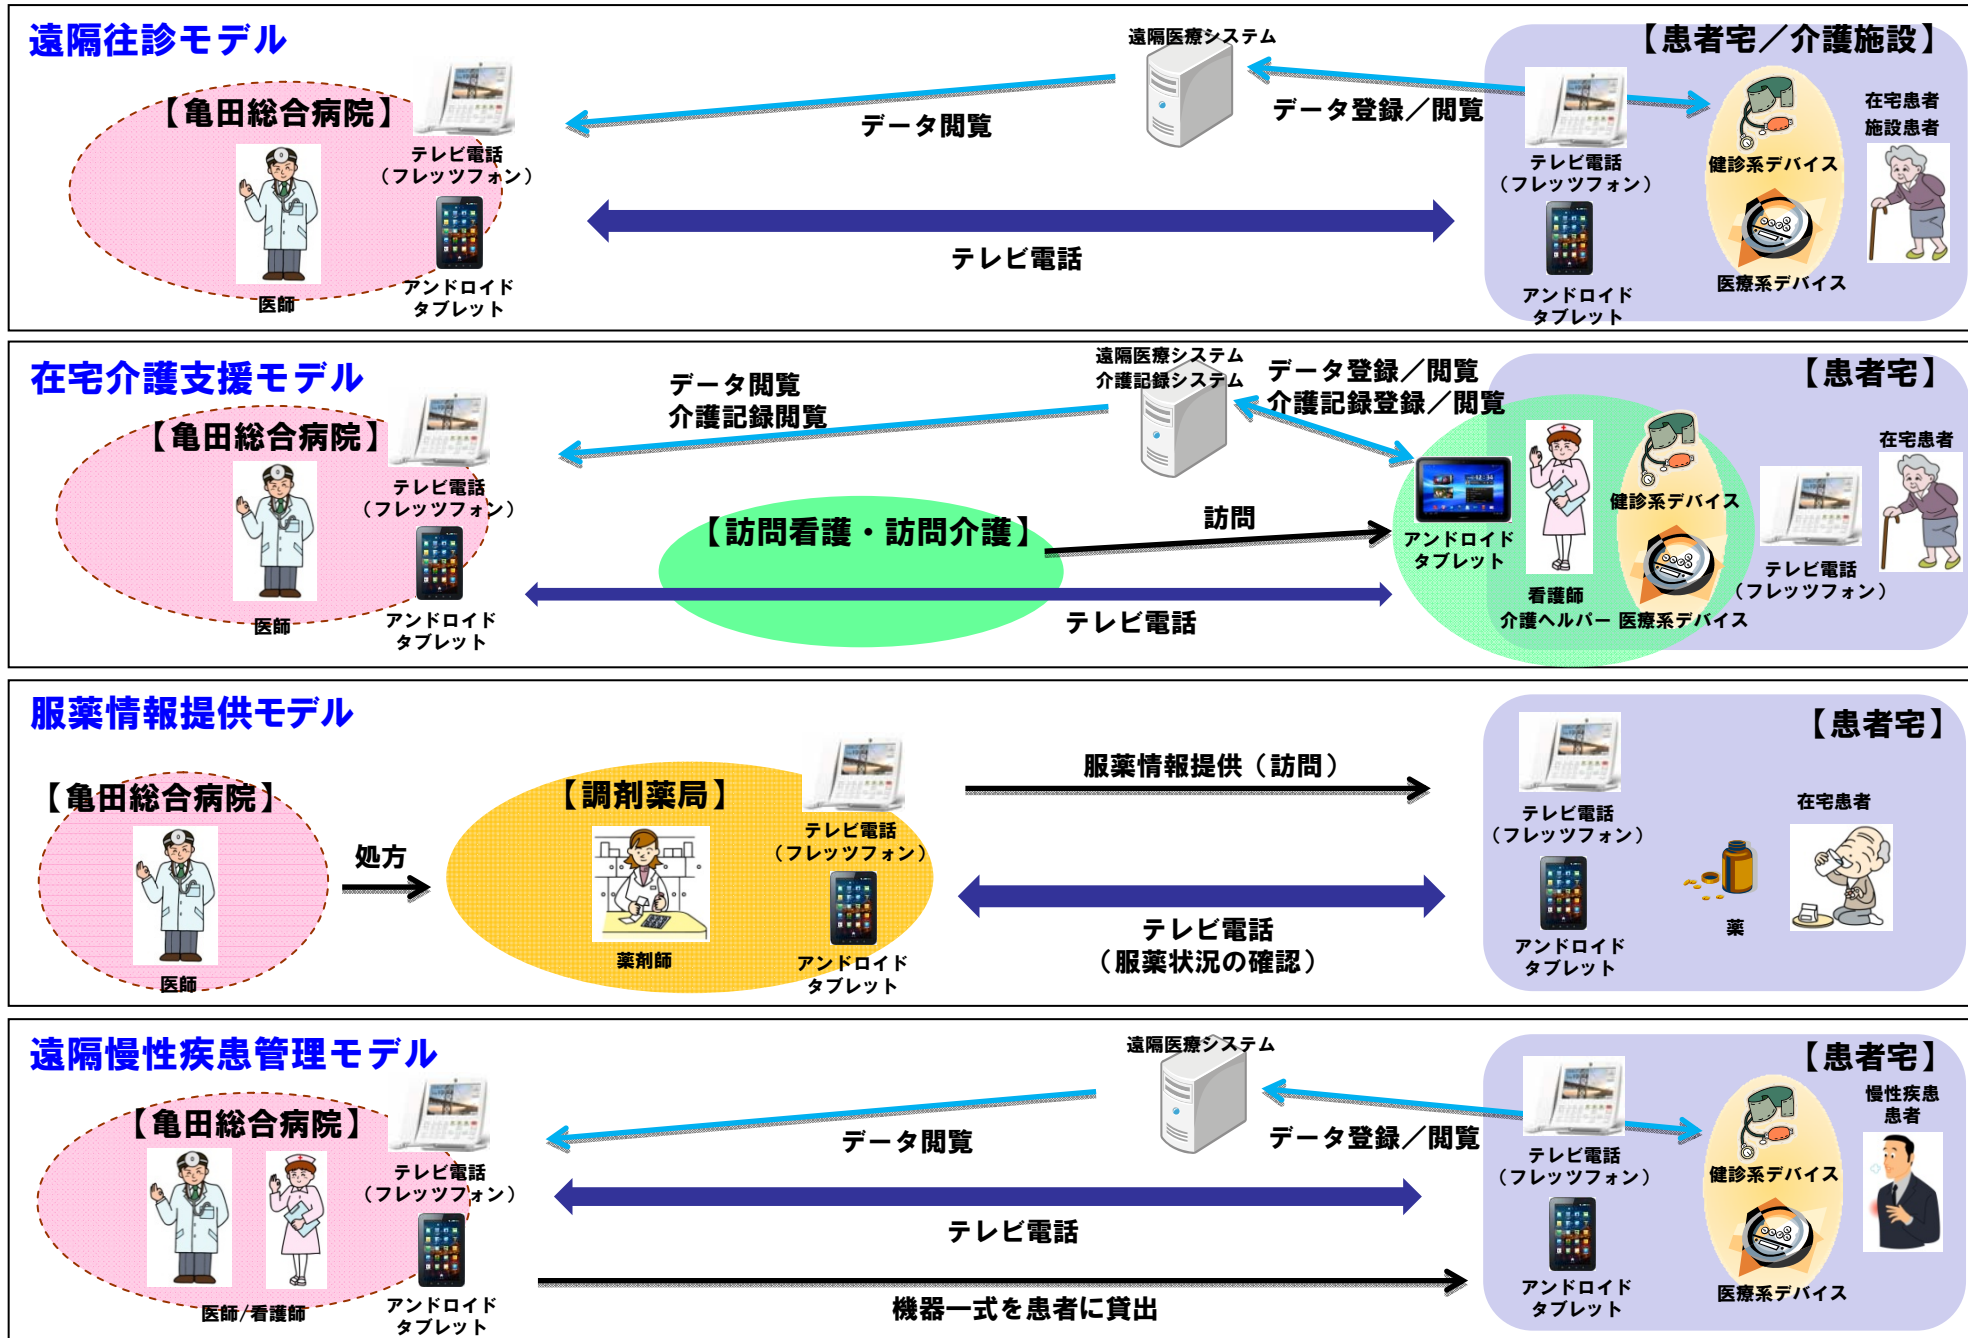 遠隔往診モデル
遠隔医療システム
【患者宅／介護施設】
【亀田総合病院】
データ閲覧
データ登録／閲覧
在宅患者
施設患者
テレビ電話
（フレッツフォン）
テレビ電話
（フレッツフォン）
健診系デバイス
テレビ電話
医師
アンドロイド
タブレット
アンドロイド
タブレット
医療系デバイス
在宅介護支援モデル
遠隔医療システム
介護記録システム
データ閲覧
介護記録閲覧
データ登録／閲覧
介護記録登録／閲覧
【患者宅】
【亀田総合病院】
在宅患者
テレビ電話
（フレッツフォン）
【訪問看護・訪問介護】
訪問
健診系デバイス
アンドロイド
タブレット
テレビ電話
（フレッツフォン）
看護師
介護ヘルパー
医療系デバイス
テレビ電話
医師
アンドロイド
タブレット
服薬情報提供モデル
【患者宅】
【亀田総合病院】
【調剤薬局】
服薬情報提供（訪問）
処方
テレビ電話
（フレッツフォン）
テレビ電話
（フレッツフォン）
在宅患者
テレビ電話
（服薬状況の確認）
薬
医師
薬剤師
アンドロイド
タブレット
アンドロイド
タブレット
遠隔慢性疾患管理モデル
遠隔医療システム
【患者宅】
【亀田総合病院】
データ閲覧
データ登録／閲覧
慢性疾患
患者
テレビ電話
（フレッツフォン）
テレビ電話
（フレッツフォン）
健診系デバイス
テレビ電話
医師/看護師
アンドロイド
タブレット
機器一式を患者に貸出
アンドロイド
タブレット
医療系デバイス